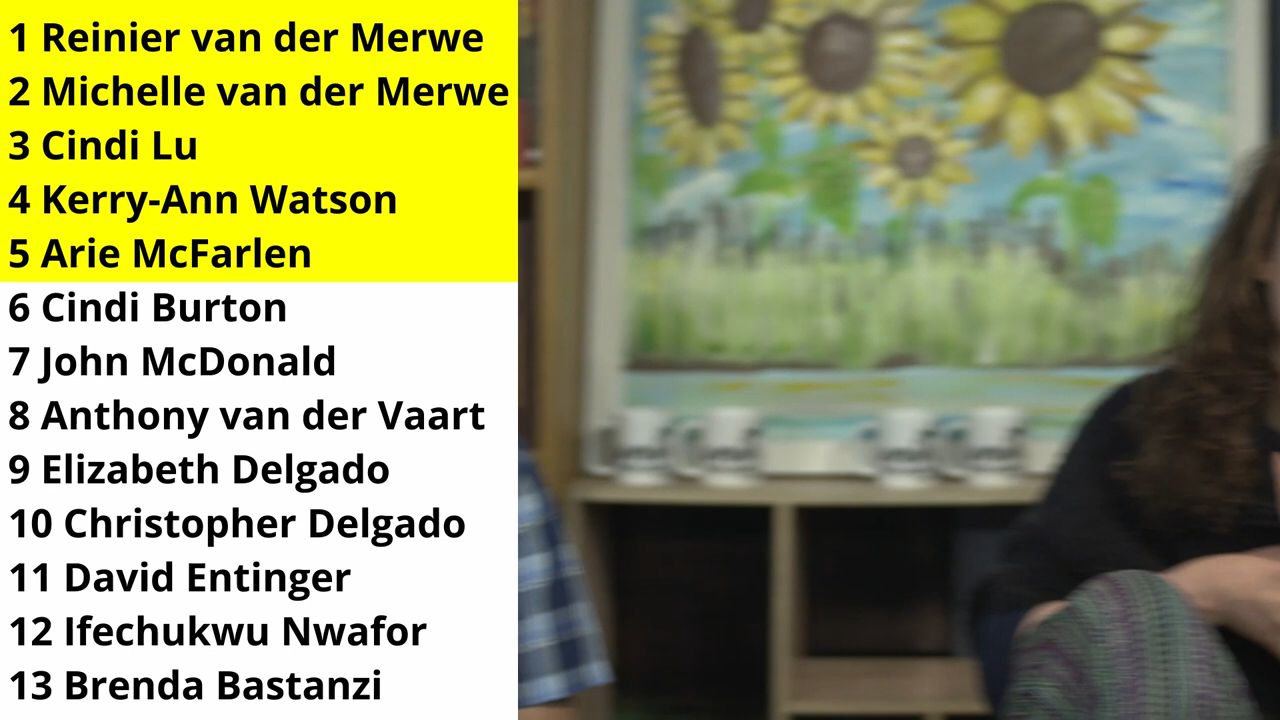 1 Reinier van der Merwe
2 Michelle van der Merwe
3 Cindi Lu
4 Kerry-Ann Watson
5 Arie McFarlen
6 Cindi Burton
7 John McDonald
8 Anthony van der Vaart
9 Elizabeth Delgado
10 Christopher Delgado
11 David Entinger
12 Ifechukwu Nwafor
13 Brenda Bastanzi